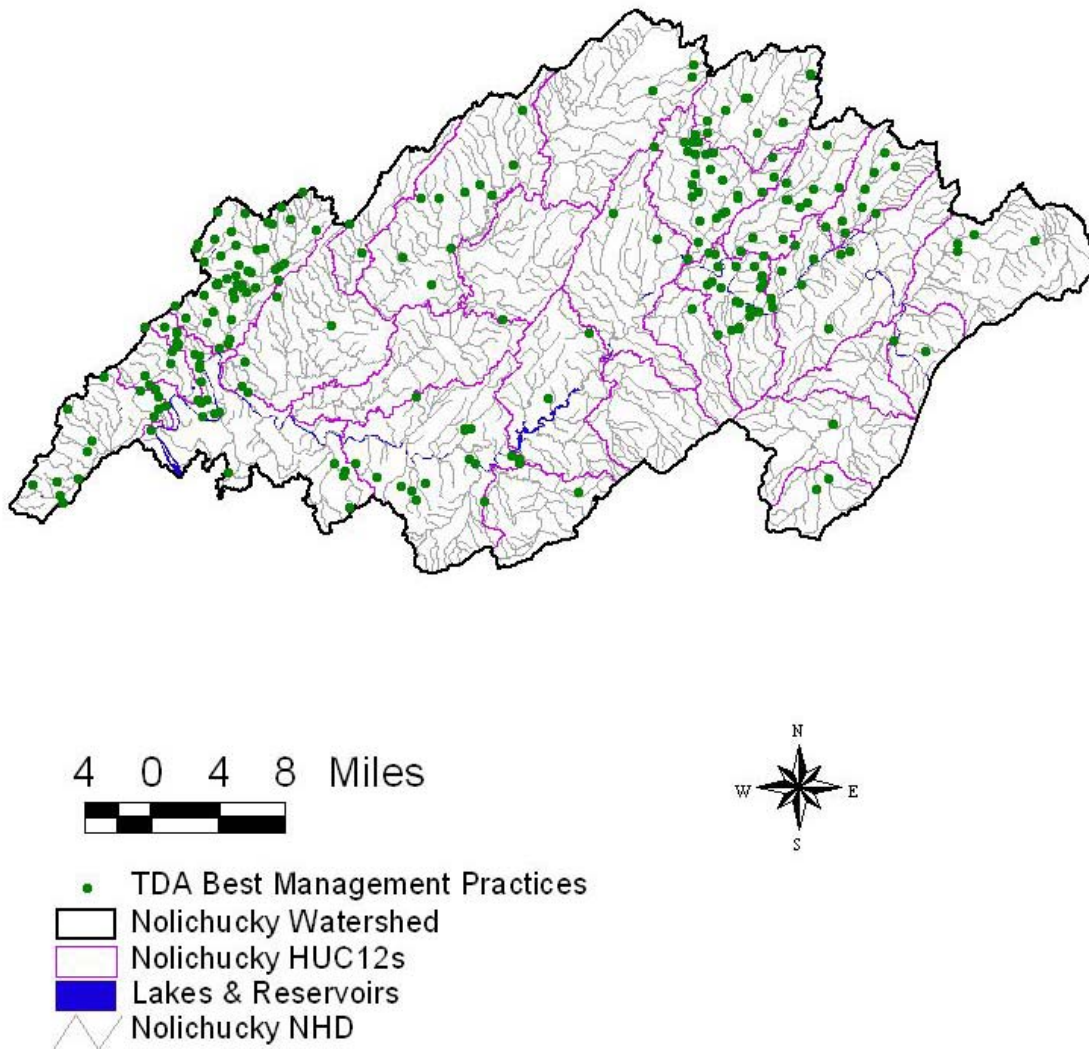 4 0 4 8 Miles
N
W E
S
TDA Best Management Practices
Nolichucky Watershed
Nolichucky HUC12s
Lakes & Reservoirs
Nolichucky NHD